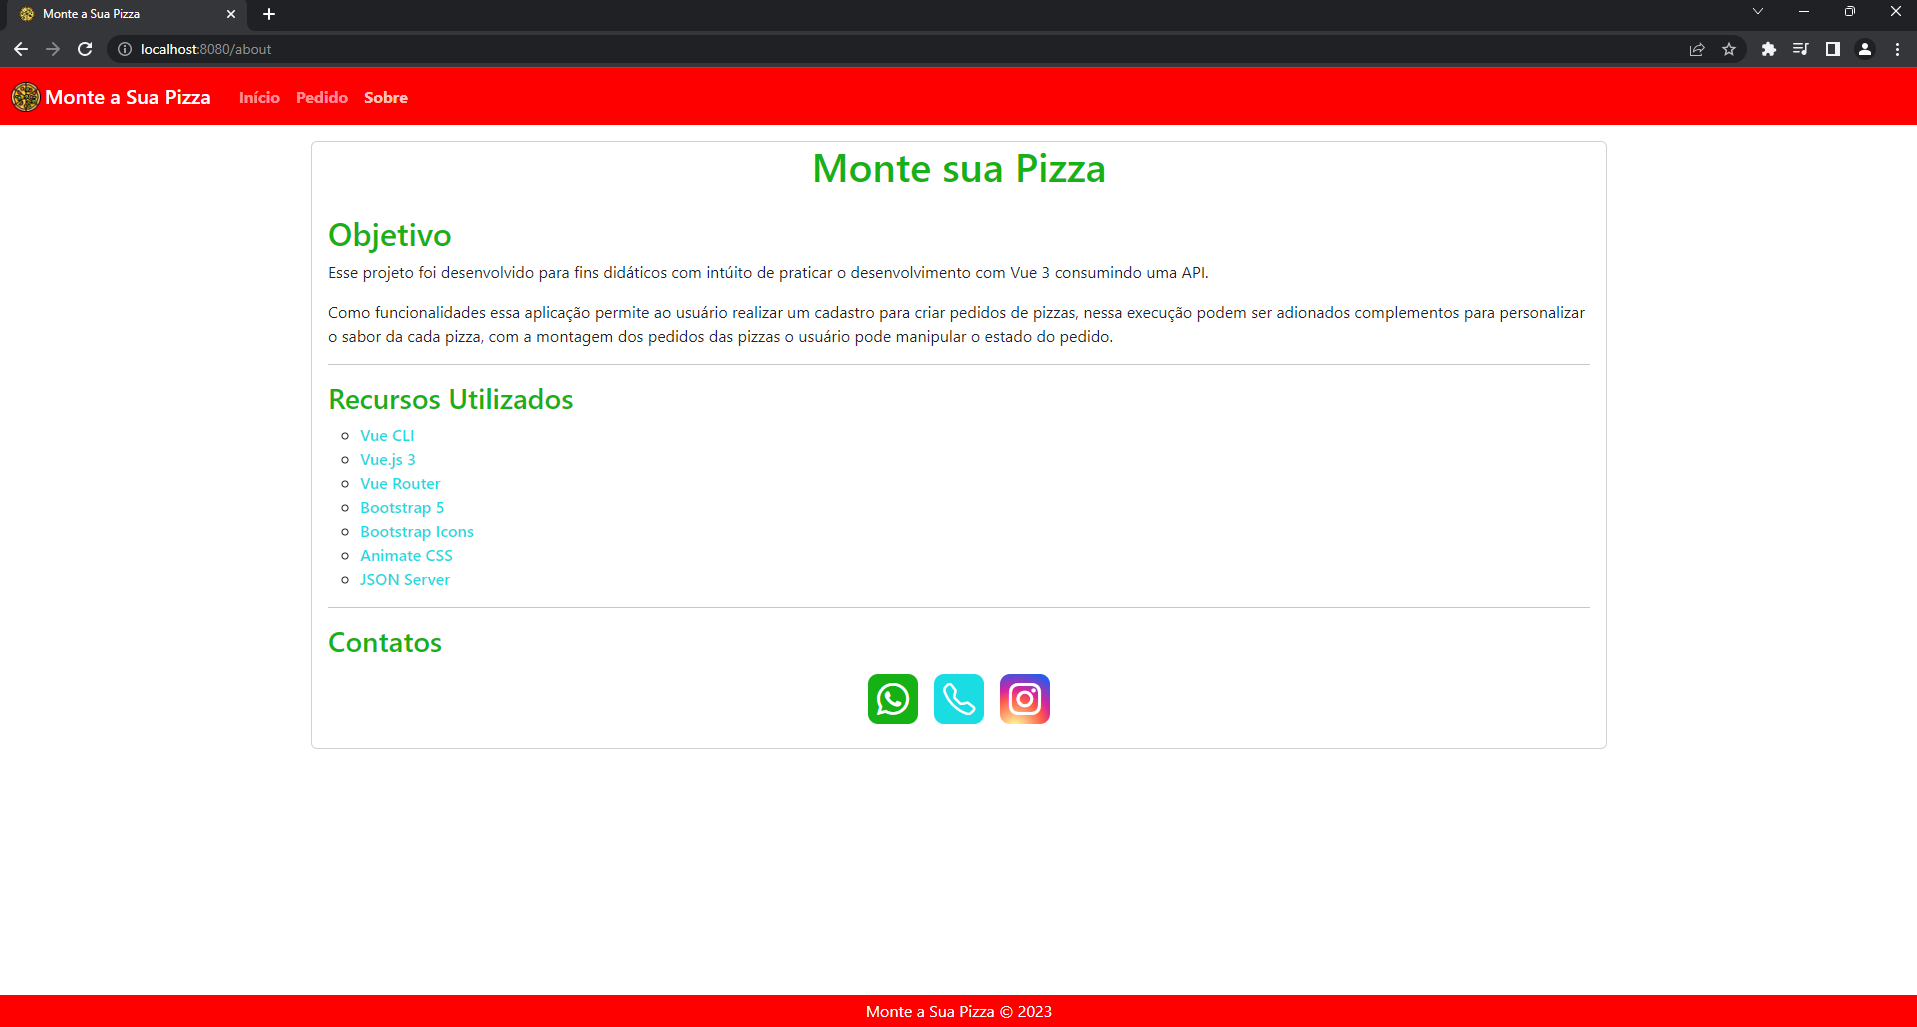 Monte a Sua Pizza
localhost:8080/about
Monte a Sua Pizza Início Pedido Sobre
Monte sua Pizza
Objetivo
Esse projeto foi desenvolvido para fins didáticos com intúito de praticar o desenvolvimento com Vue 3 consumindo uma API.
Como funcionalidades essa aplicação permite ao usuário realizar um cadastro para criar pedidos de pizzas, nessa execução podem ser adionados complementos para personalizar
o sabor da cada pizza, com a montagem dos pedidos das pizzas o usuário pode manipular o estado do pedido.
Recursos Utilizados
Vue CLI
Vue.js 3
Vue Router
Bootstrap 5
Bootstrap Icons
Animate CSS
JSON Server
Contatos
Monte a Sua Pizza © 2023